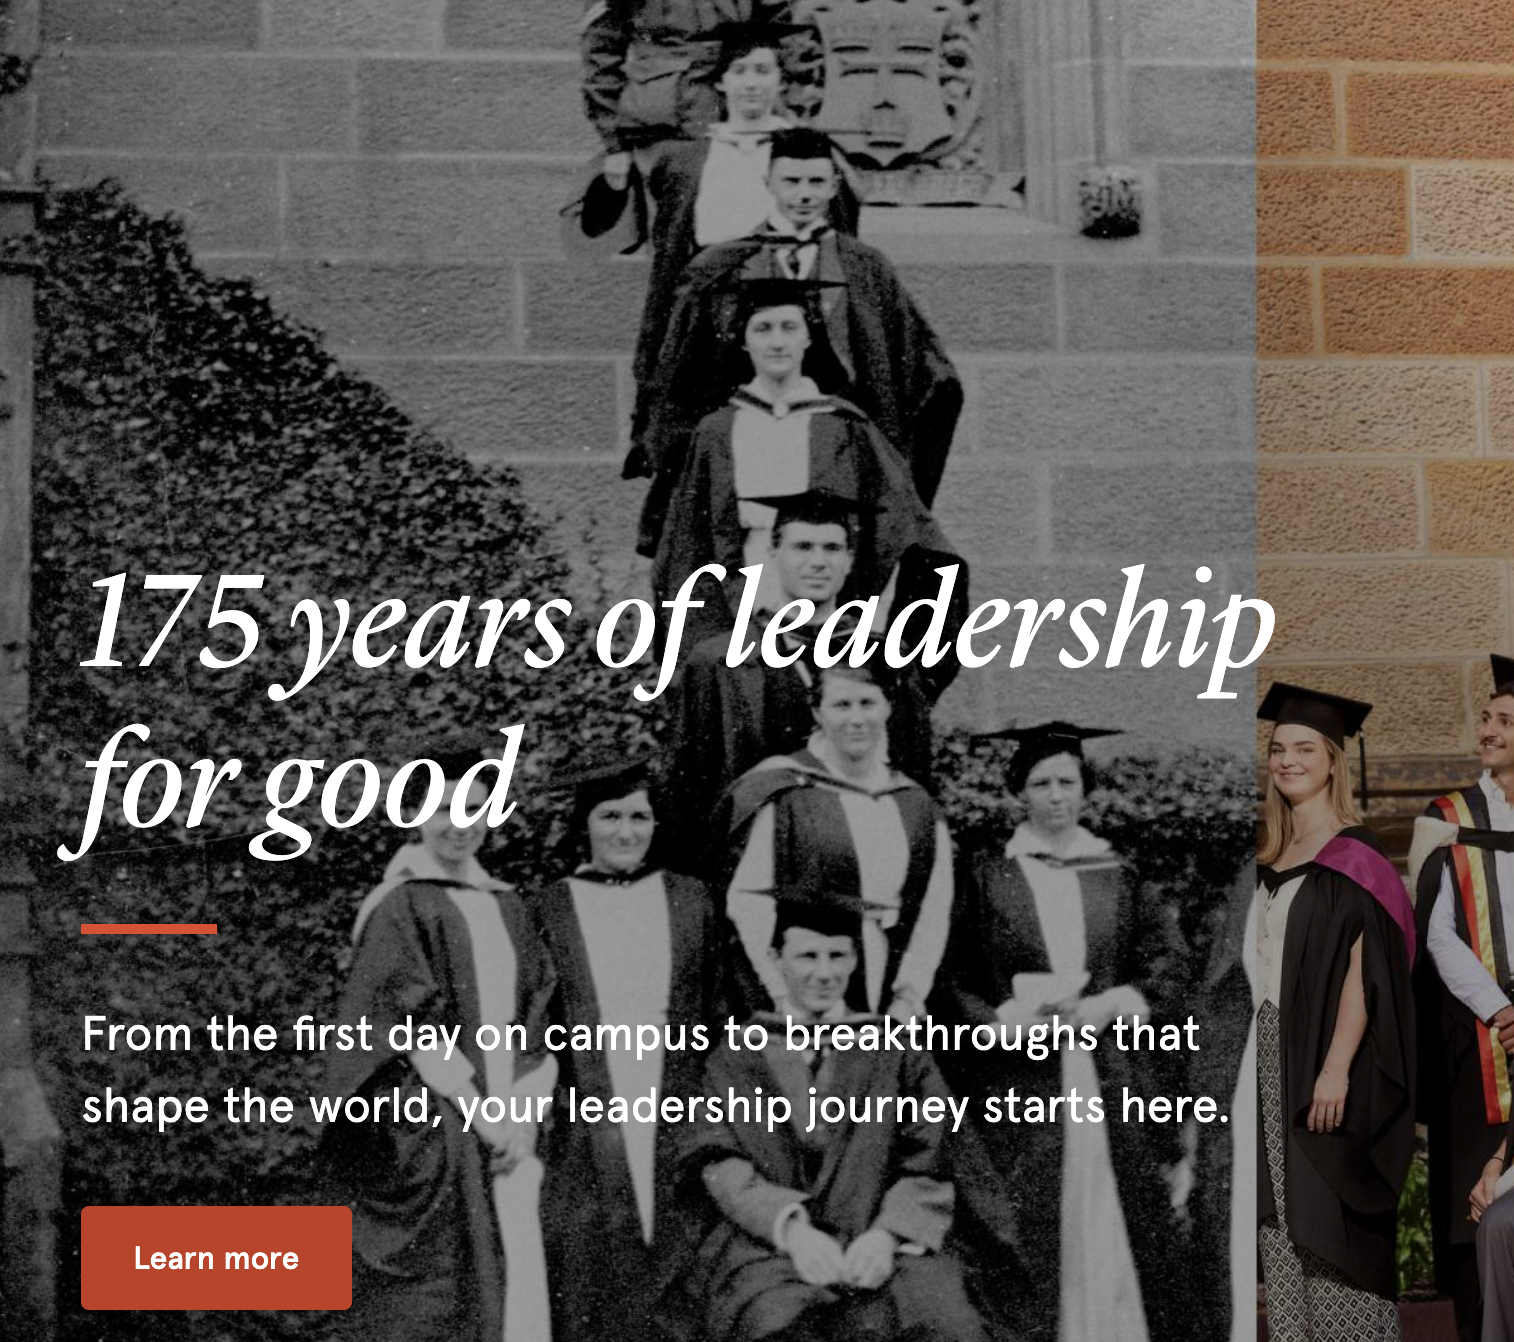 175 years of leadership
for good
From the first day on campus to breakthroughs that
shape the world, your leadership journey starts here.
Learn more